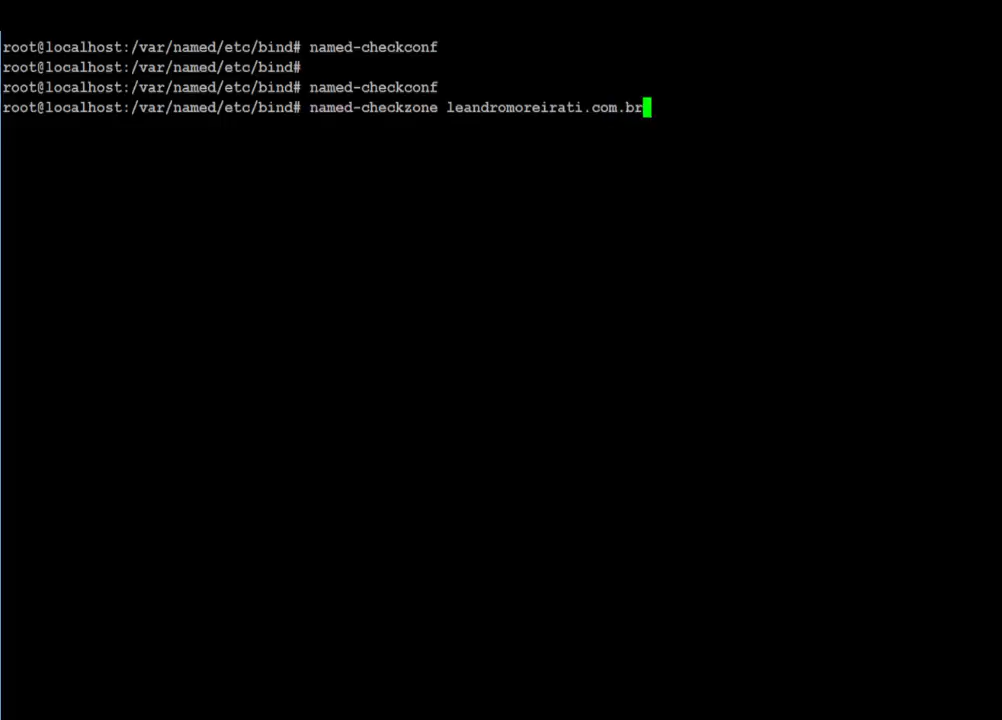 root@localhost:/var/named/etc/bind# named-checkconf
root@localhost:/var/named/etc/bind#
root@localhost:/var/named/etc/bind# named-checkconf
root@localhost:/var/named/etc/bind# named-checkzone leandromoreirati.com.br